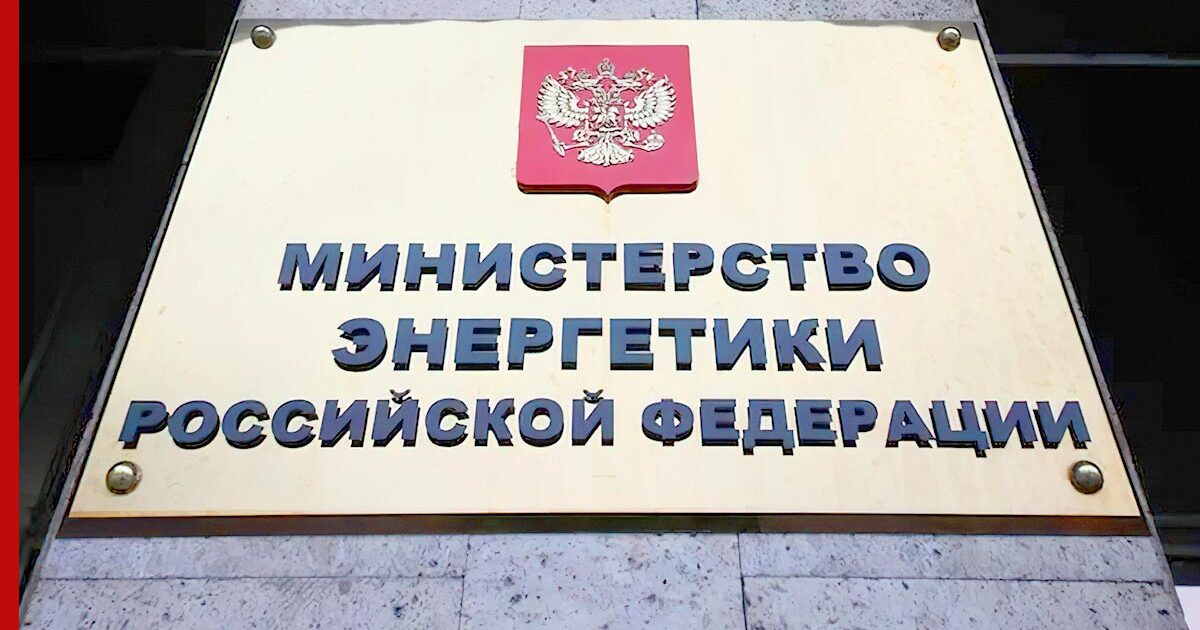 МИНИСТЕРСТВО
ЭНЕРГЕТИКИ
РОССИЙСКОЙ ФЕДЕРАЦИИ